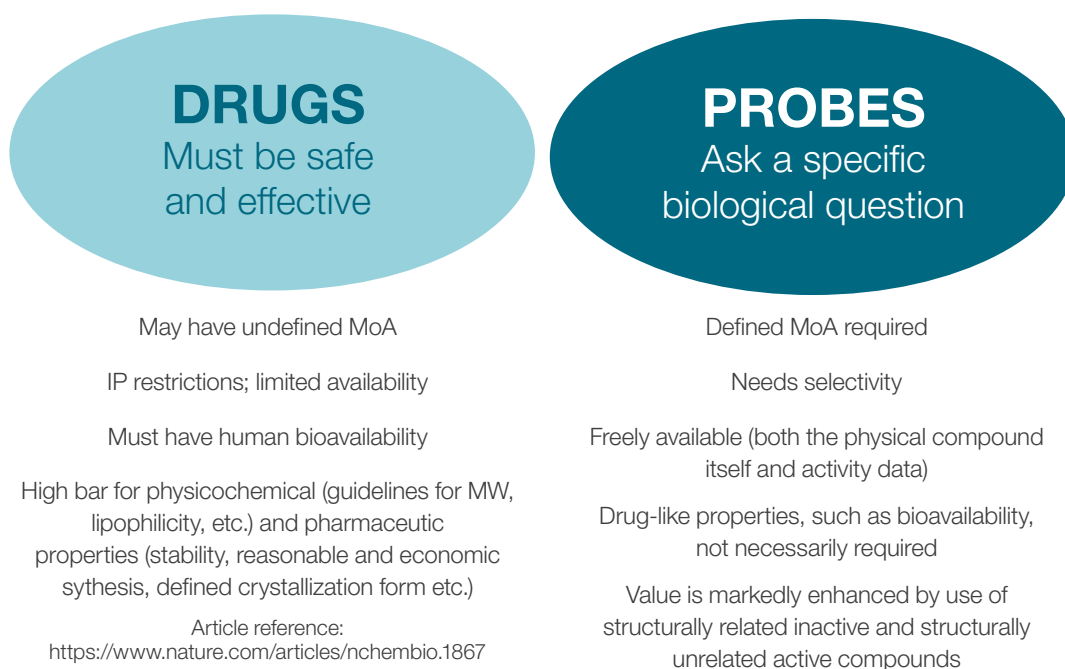 DRUGS
Must be safe
and effective
May have undefined MoA
IP restrictions; limited availability
Must have human bioavailability
High bar for physicochemical (guidelines for MW,
lipophilicity, etc.) and pharmaceutic
properties (stability, reasonable and economic
sythesis, defined crystallization form etc.)
Article reference:
https://www.nature.com/articles/nchembio.1867
PROBES
Ask a specific
biological question
Defined MoA required
Needs selectivity
Freely available (both the physical compound
itself and activity data)
Drug-like properties, such as bioavailability,
not necessarily required
Value is markedly enhanced by use of
structurally related inactive and structurally
unrelated active compounds